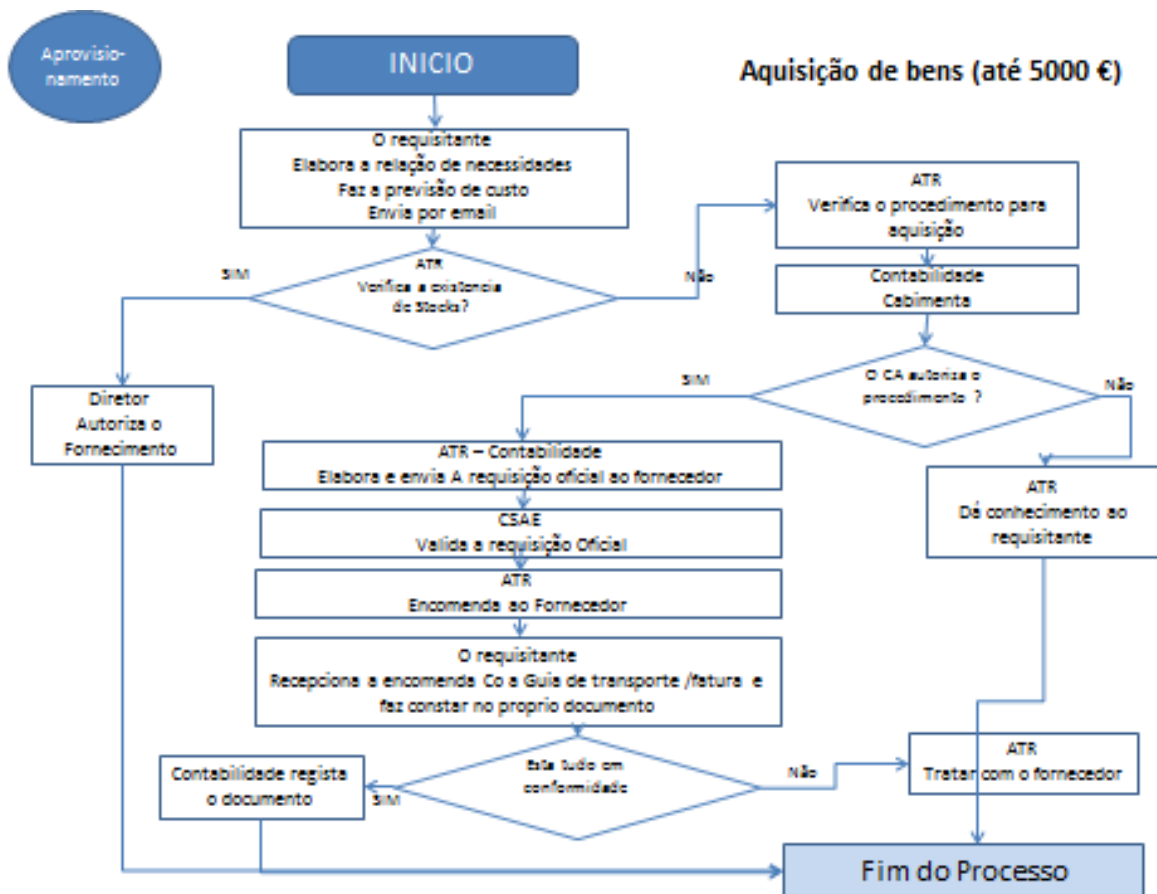 Aprovisio-
namento
INICIO
Aquisição de bens (até 5000 €)
O requisitante
Elabora a relação de necessidades
Faz a previsão de custo
Envia por email
ATR
Verifica o procedimento para
aquisição
SIM
ATR
Verifica a existencia
de Stocks?
Não
Contabilidade
Cabimenta
SIM
O CA autoriza o
procedimento ?
Não
Diretor
Autoriza o
Fornecimento
ATR – Contabilidade
Elabora e envia A requisição oficial ao fornecedor
ATR
Dá conhecimento ao
requisitante
CSAE
Valida a requisição Oficial
ATR
Encomenda ao Fornecedor
O requisitante
Recepciona a encomenda Co a Guia de transporte /fatura e
faz constar no proprio documento
Contabilidade regista
o documento
SIM
Esta tudo em
conformidade
Não
ATR
Tratar com o fornecedor
Fim do Processo